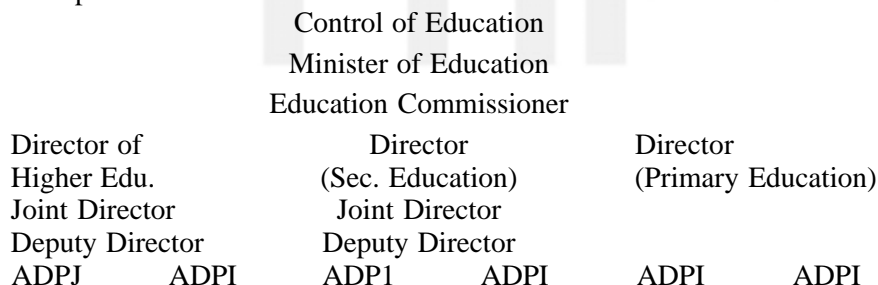 Control of Education
Minister of Education
Education Commissioner
Director of Director Director
Higher Edu. (Sec. Education) (Primary Education)
Joint Director Joint Director
Deputy Director Deputy Director
ADPJ ADPI ADP1 ADPI ADPI ADPI